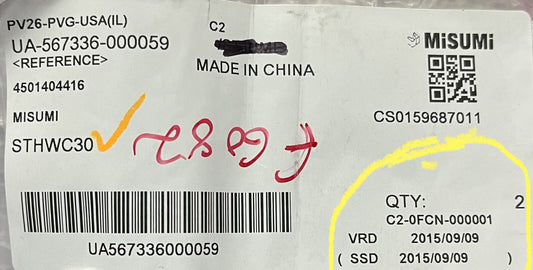 PV26-PVG-USA(IL)
UA-567336-000059
<REFERENCE>
4501404416
MISUMI
STHWC30
C2
MADE IN CHINA
MiSUMi
CS0159687011
QTY: 2
C2-0FCN-000001
VRD 2015/09/09
( SSD 2015/09/09 )
UA567336000059